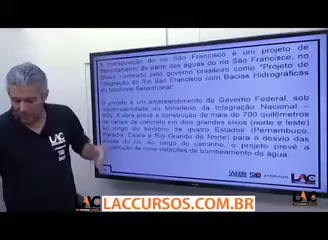 A transposição do rio São Francisco é um projeto de
deslocamento de parte das águas do rio São Francisco, no
Brasil, nomeado pelo governo brasileiro como "Projeto de
Integração do Rio São Francisco com Bacias Hidrográficas
do Nordeste Setentrional"
O projeto é um empreendimento do Governo Federal, sob
responsabilidade do Ministério da Integração Nacional –
MIN. A obra prevê a construção de mais de 700 quilômetros
de canais de concreto em dois grandes eixos (norte e leste)
ao longo do território de quatro Estados (Pernambuco,
Paraíba, Ceará e Rio Grande do Norte) para o desvio das
águas do rio. Ao longo do caminho, o projeto prevê a
construção de nove estações de bombeamento de água
LAC
LAC
LACCURSOS.COM.BR